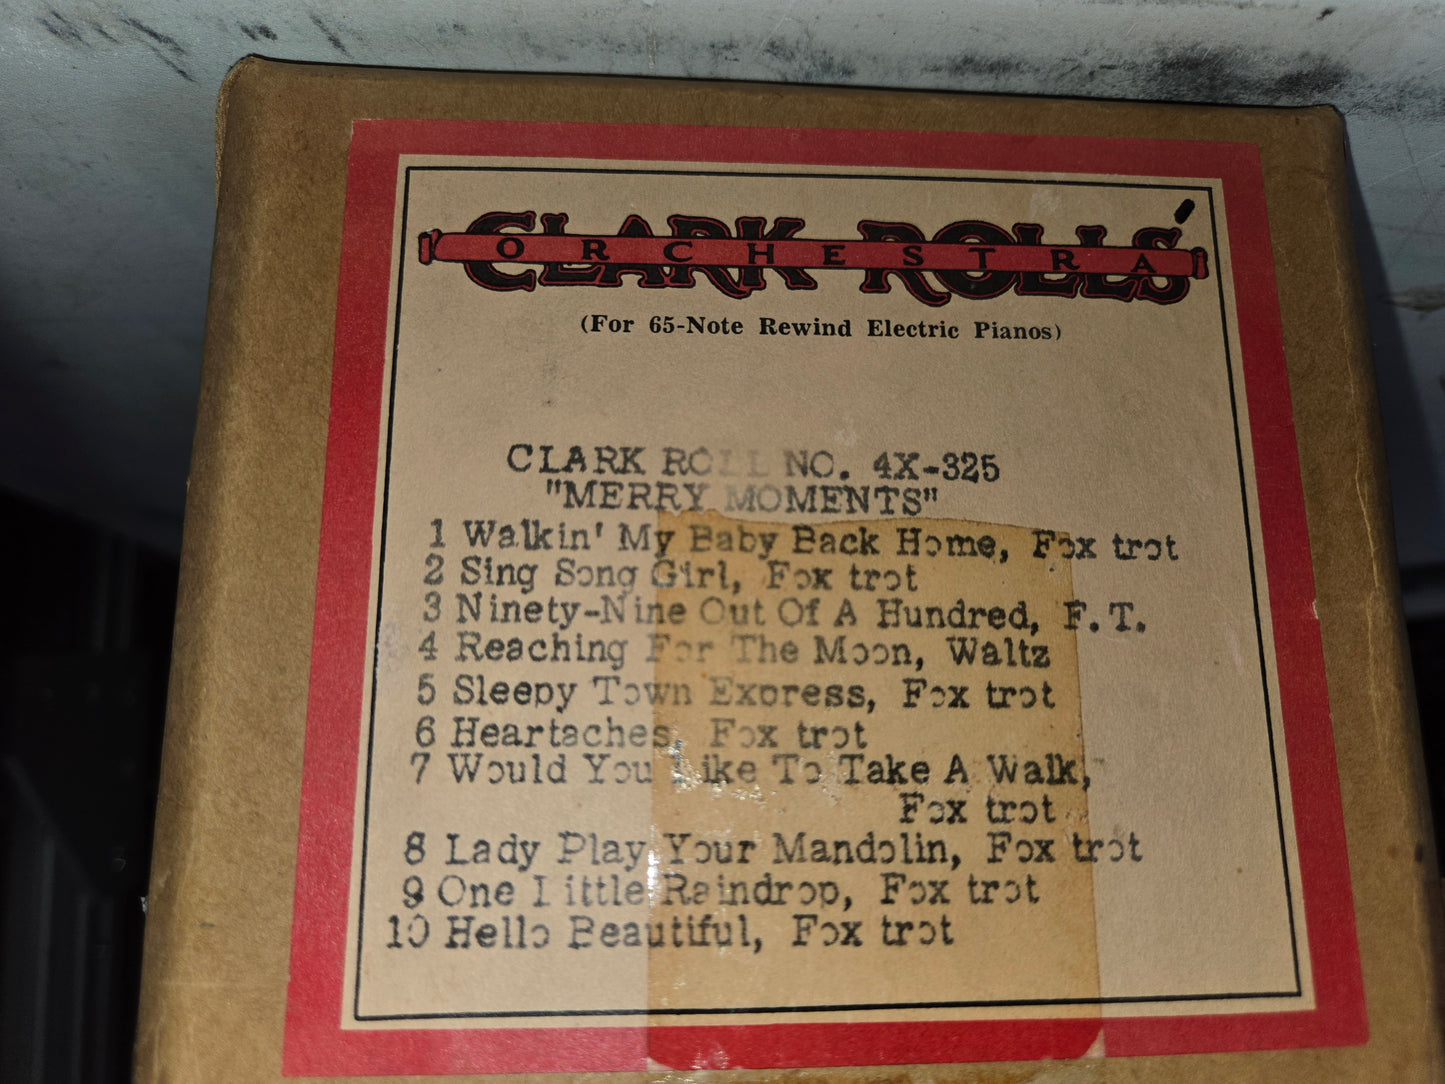 CLARK ROLLS
ORCHESTRA
(For 65-Note Rewind Electric Pianos)
CLARK ROLL NO. 4X-325
"MERRY MOMENTS"
1 Walkin' My Baby Back Home, Fox trot
2 Sing Song Girl, Fox trot
3 Ninety-Nine Out Of A Hundred, F.T.
4 Reaching For The Moon, Waltz
5 Sleepy Town Express, Fox trot
6 Heartaches, Fox trot
7 Would You Like To Take A Walk,
Fox trot
8 Lady Play Your Mandolin, Fox trot
9 One Little Raindrop, Fox trot
10 Hello Beautiful, Fox trot